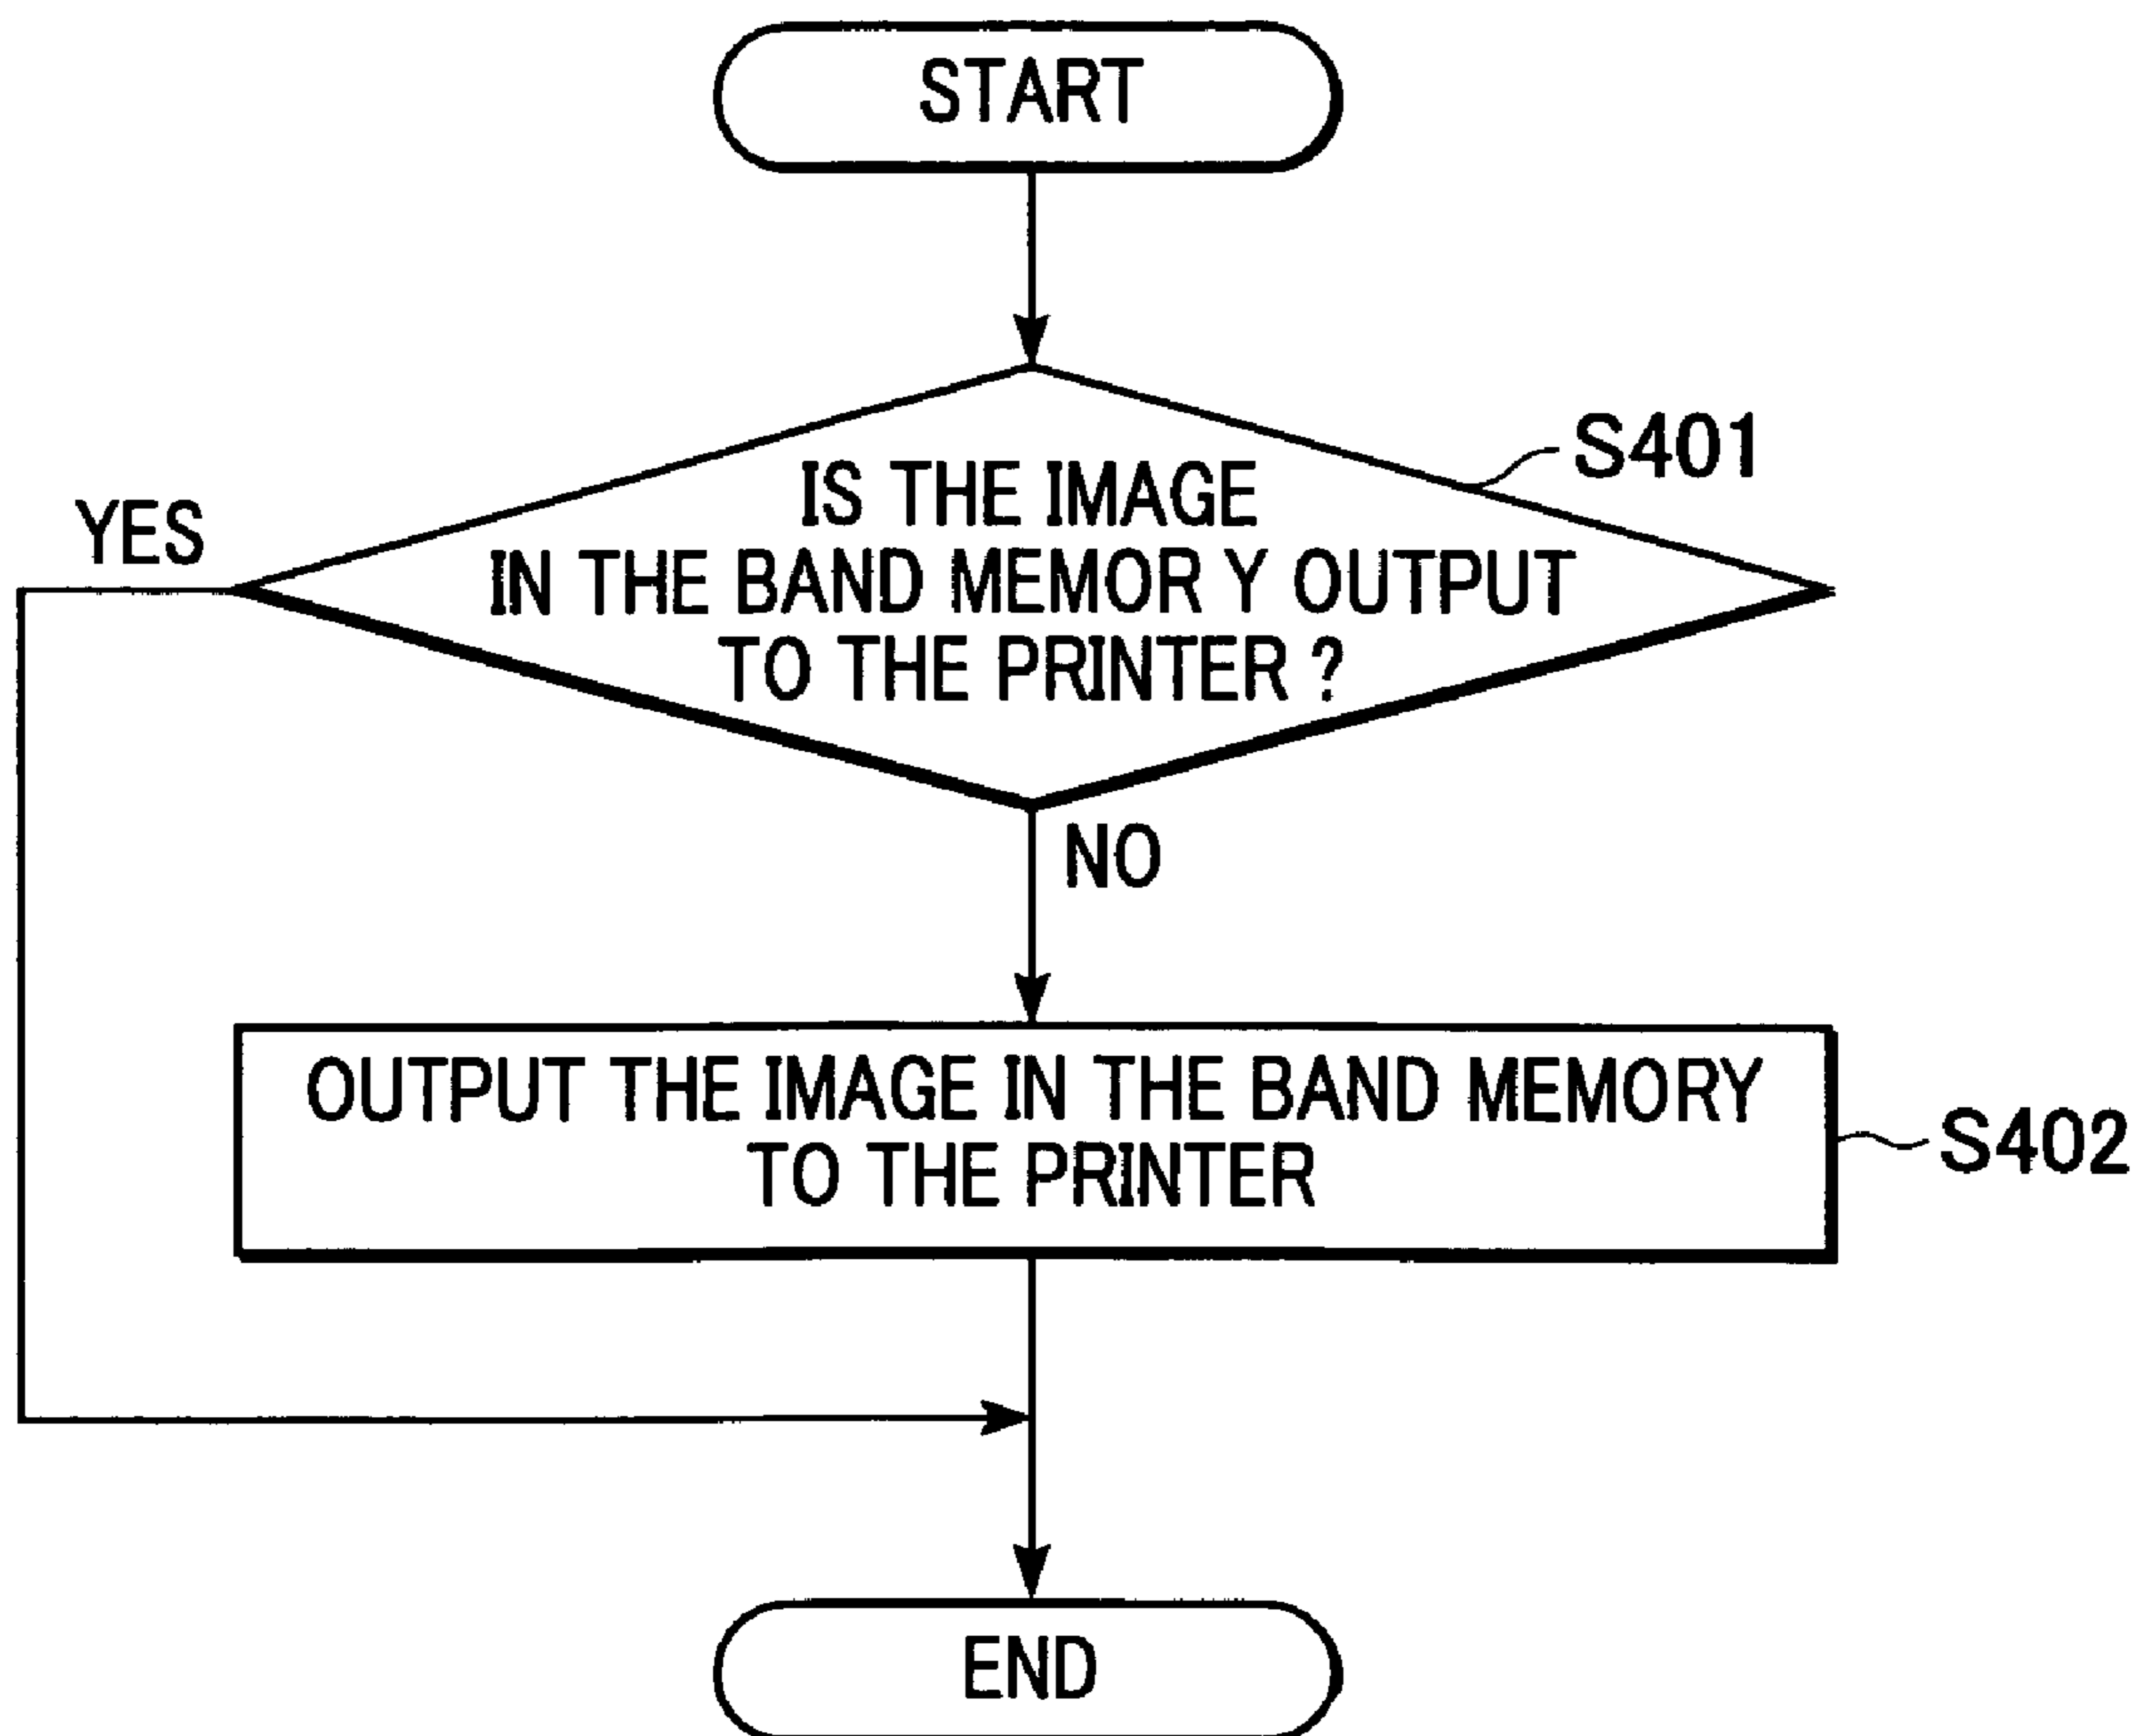 START
S401
IS THE IMAGE
YES
IN THE BAND MEMORY OUTPUT
TO THE PRINTER ?
NO
OUTPUT THE IMAGE IN THE BAND MEMORY
TO THE PRINTER
S402
END